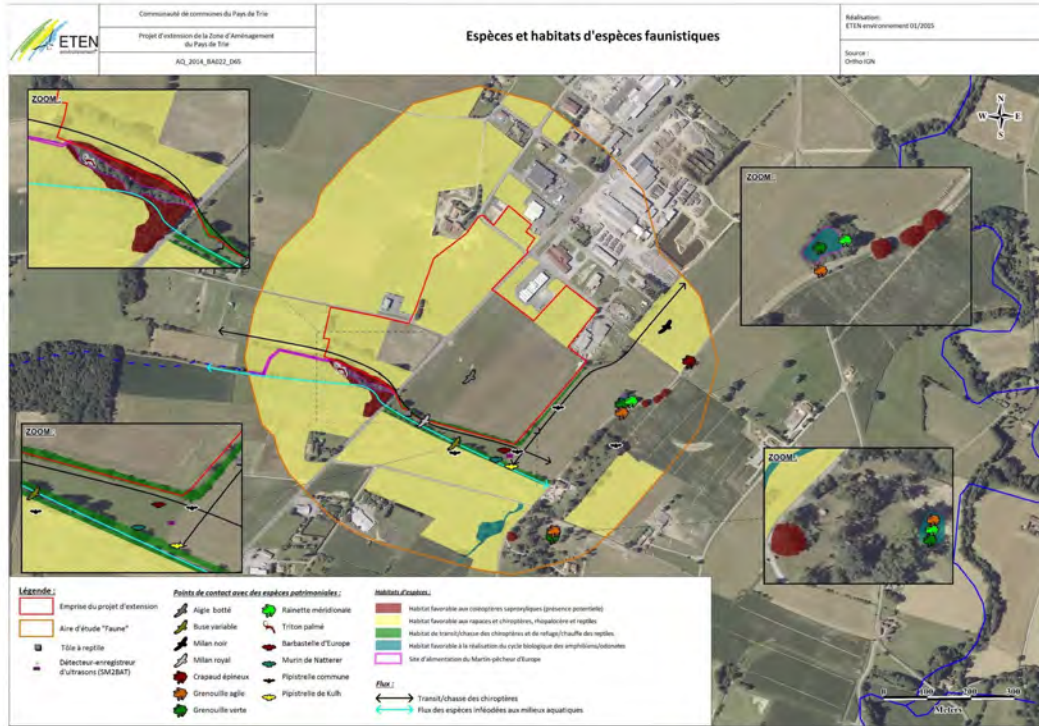 ETEN
environnement
Communauté de communes du Pays de Trie
Projet d'extension de la Zone d'Aménagement
du Pays de Trie
AQ_2014_BA022_D65
Espèces et habitats d'espèces faunistiques
Réalisation:
ETEN environnement 01/2015
Source :
Ortho IGN
ZOOM:
N
W E
S
ZOOM:
ZOOM:
ZOOM:
Légende :
Emprise du projet d'extension
Aire d'étude "Faune"
Tôle à reptile
Détecteur-enregistreur
d'ultrasons (SM2BAT)
Points de contact avec des espèces patrimoniales :
Aigle botté
Buse variable
Milan noir
Milan royal
Crapaud épineux
Grenouille agile
Grenouille verte
Rainette méridionale
Triton palmé
Barbastelle d'Europe
Murin de Natterer
Pipistrelle commune
Pipistrelle de Kulh
Habitats d'espèces :
Habitat favorable aux coléoptères saproxyliques (présence potentielle)
Habitat favorable aux rapaces et chiroptères, rhopalocère et reptiles
Habitat de transit/chasse des chiroptères et de refuge/chauffe des reptiles
Habitat favorable à la réalisation du cycle biologique des amphibiens/odonates
Site d'alimentation du Martin-pêcheur d'Europe
Flux :
Transit/chasse des chiroptères
Flux des espèces inféodées aux milieux aquatiques
0 100 200 300
Meters